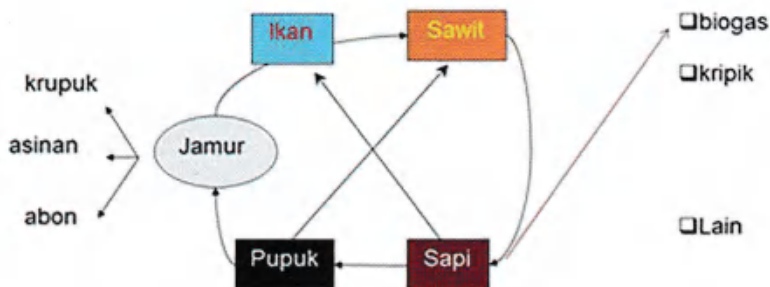 Ikan
Sawit
❑biogas
krupuk
❑kripik
asinan
Jamur
abon
❑Lain
Pupuk
Sapi